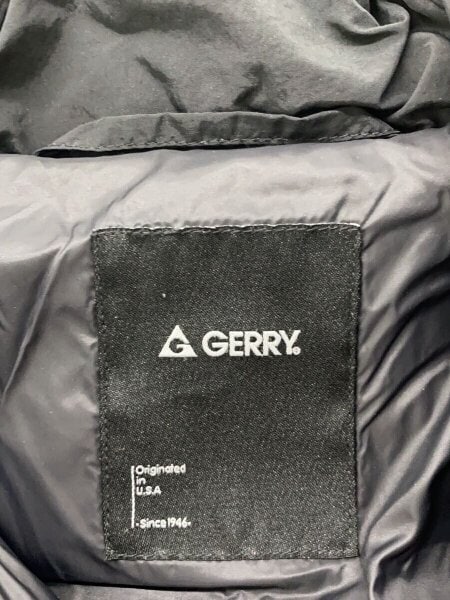 GERRY.
Originated
in
U.S.A
-Since 1946-